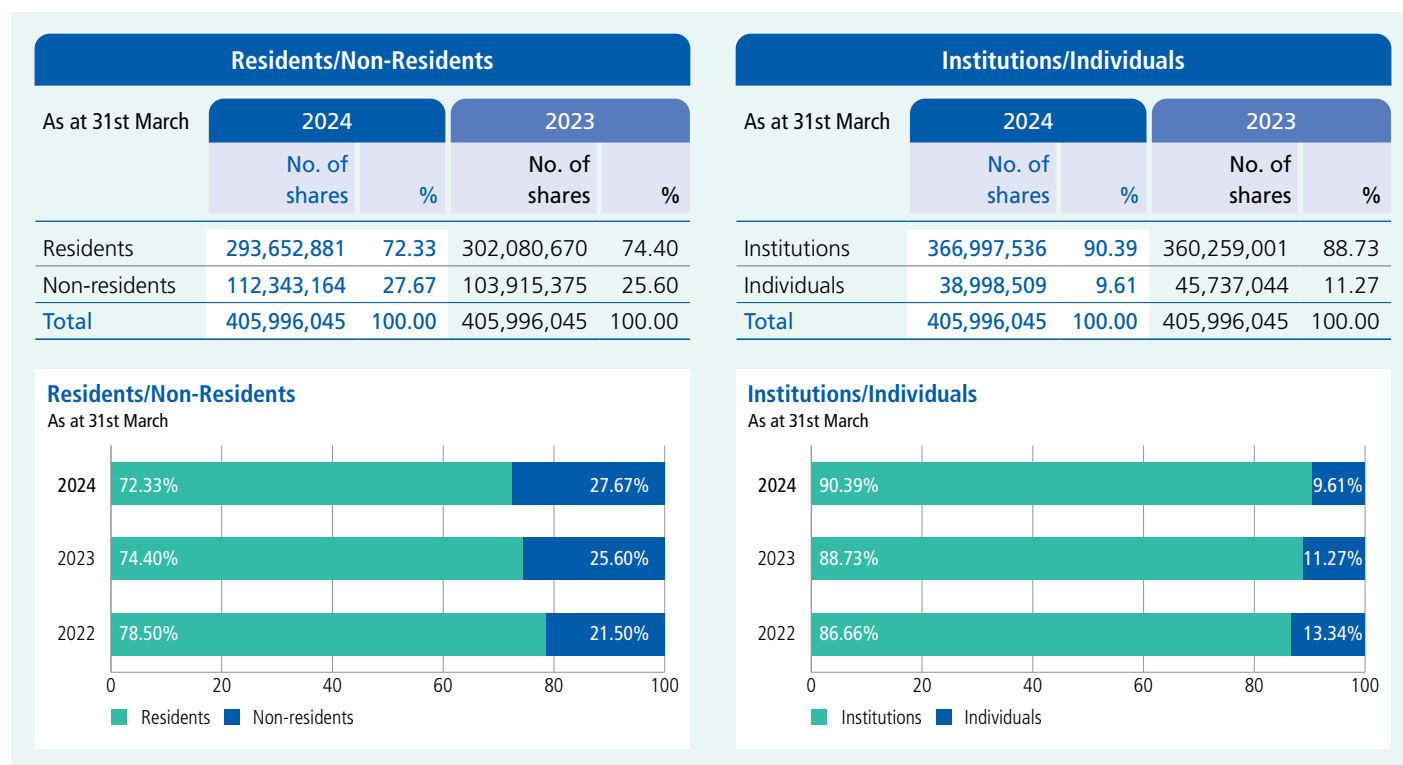 Residents/Non-Residents
As at 31st March 2024 2023
No. of shares % No. of shares %
Residents 293,652,881 72.33 302,080,670 74.40
Non-residents 112,343,164 27.67 103,915,375 25.60
Total 405,996,045 100.00 405,996,045 100.00
Institutions/Individuals
As at 31st March 2024 2023
No. of shares % No. of shares %
Institutions 366,997,536 90.39 360,259,001 88.73
Individuals 38,998,509 9.61 45,737,044 11.27
Total 405,996,045 100.00 405,996,045 100.00
Residents/Non-Residents
As at 31st March
2024 72.33% 27.67%
2023 74.40% 25.60%
2022 78.50% 21.50%
0 20 40 60 80 100
Residents Non-residents
Institutions/Individuals
As at 31st March
2024 90.39% 9.61%
2023 88.73% 11.27%
2022 86.66% 13.34%
0 20 40 60 80 100
Institutions Individuals